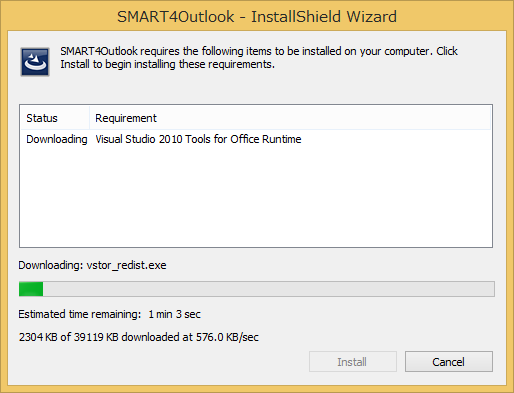 SMART4Outlook - InstallShield Wizard
SMART4Outlook requires the following items to be installed on your computer. Click
Install to begin installing these requirements.
Status Requirement
Downloading Visual Studio 2010 Tools for Office Runtime
Downloading: vstor_redist.exe
Estimated time remaining: 1 min 3 sec
2304 KB of 39119 KB downloaded at 576.0 KB/sec
Install Cancel